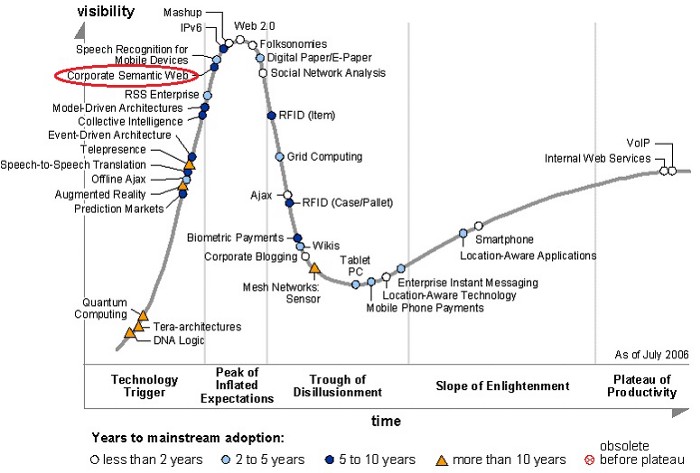 visibility
Mashup
IPv6
Web 2.0
Folksonomies
Speech Recognition for
Mobile Devices
Digital Paper/E-Paper
Corporate Semantic Web
Social Network Analysis
RSS Enterprise
Model-Driven Architectures
Collective Intelligence
RFID (Item)
Event-Driven Architecture
Telepresence
Speech-to-Speech Translation
Grid Computing
Offline Ajax
Augmented Reality
Prediction Markets
Ajax
RFID (Case/Pallet)
Biometric Payments
Wikis
Corporate Blogging
Mesh Networks:
Sensor
Tablet
PC
Enterprise Instant Messaging
Location-Aware Technology
Mobile Phone Payments
Smartphone
Location-Aware Applications
VoIP
Internal Web Services
Quantum
Computing
Tera-architectures
DNA Logic
As of July 2006
Technology
Trigger
Peak of
Inflated
Expectations
Trough of
Disillusionment
Slope of Enlightenment
Plateau of
Productivity
time
Years to mainstream adoption:
less than 2 years
2 to 5 years
5 to 10 years
more than 10 years
obsolete
before plateau